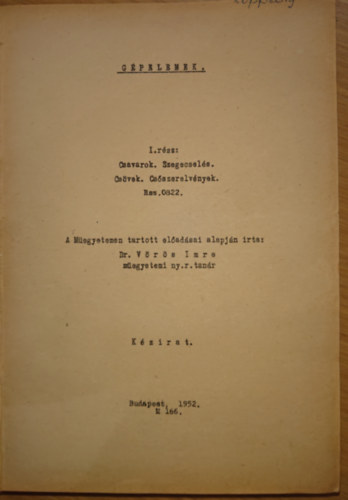 GÉPELEMEK.
I.rész:
Csavarok. Szegecselés.
Csövek. Csőszerelvények.
Res.0822.
A Műegyetemen tartott előadásai alapján irta:
Dr. Vörös Imre
műegyetemi ny.r.tanár
Kézirat.
Budapest, 1952.
M 166.